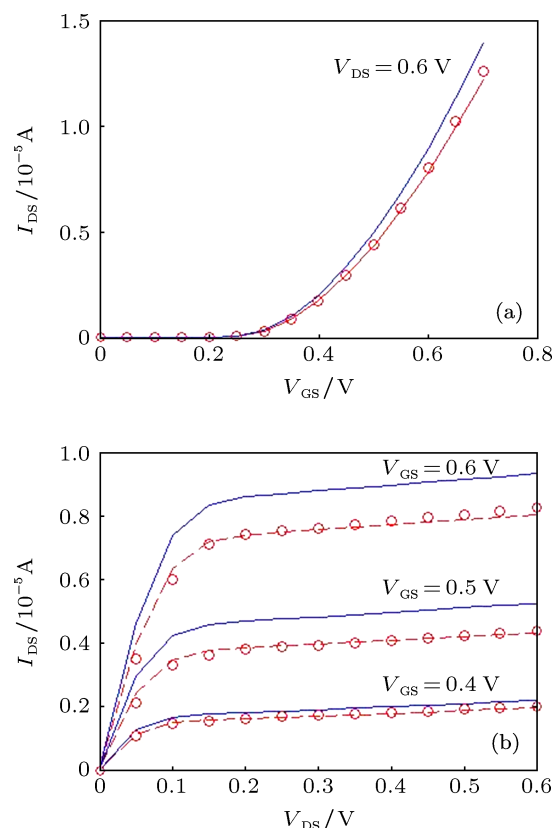 1.5
V_DS = 0.6 V
1.0
I_DS/10⁻⁵ A
0.5
(a)
0
0 0.2 0.4 0.6 0.8
V_GS/V
1.0
V_GS = 0.6 V
0.8
0.6
V_GS = 0.5 V
I_DS/10⁻⁵ A
0.4
V_GS = 0.4 V
0.2
(b)
0
0 0.1 0.2 0.3 0.4 0.5 0.6
V_DS/V